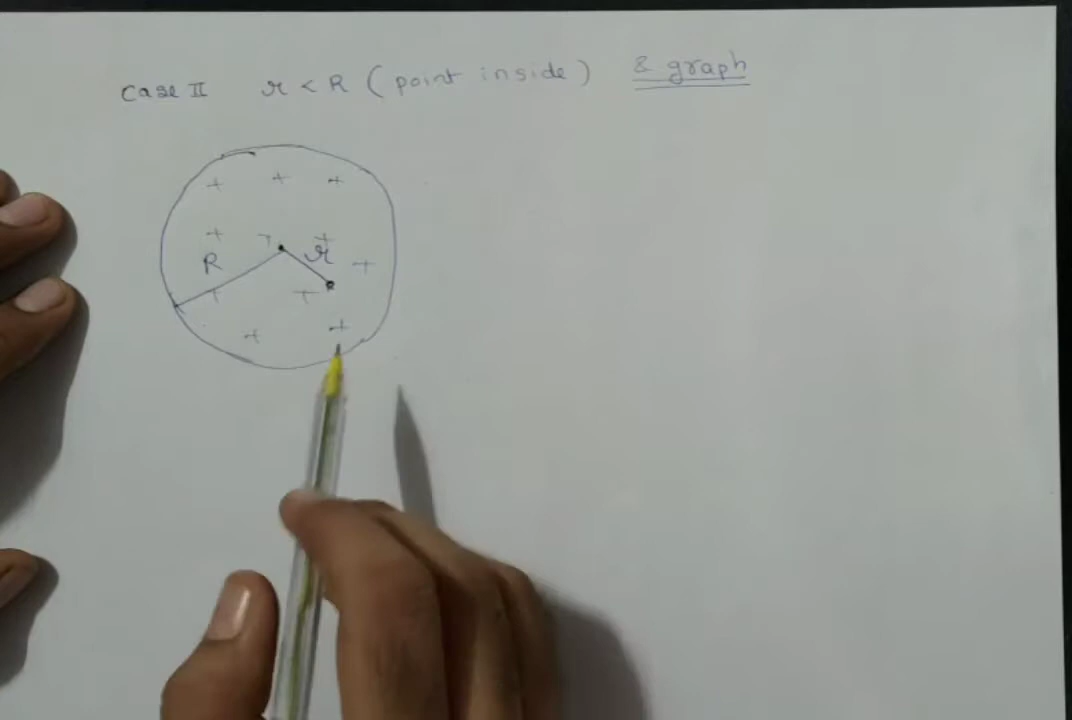 Case II r < R (point inside) & graph
+ + +
+ + +
R r +
+ +
+ +